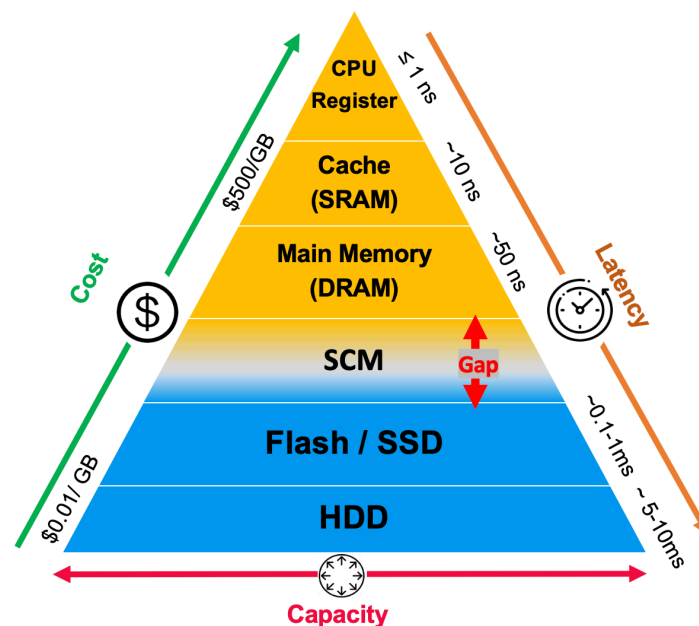 CPU
Register
≤ 1 ns
Cache
(SRAM)
~10 ns
$500/GB
Main Memory
(DRAM)
~50 ns
Cost
$
Latency
SCM
Gap
Flash / SSD
~0.1-1ms
$0.01/ GB
HDD
~ 5-10ms
Capacity